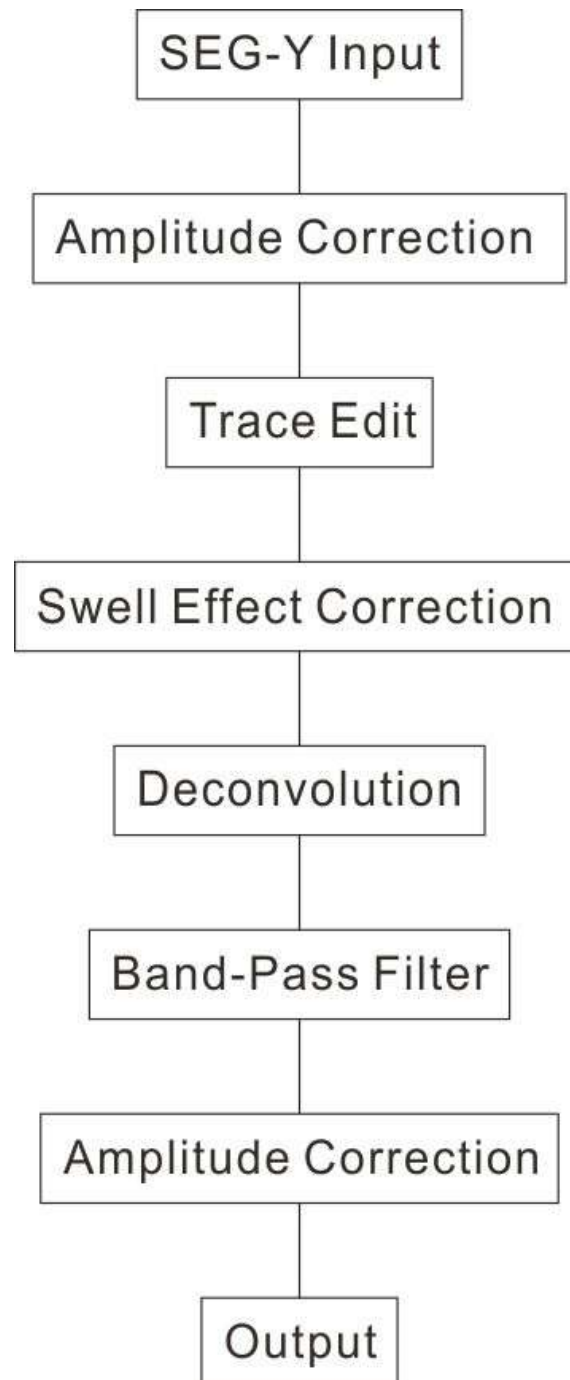 SEG-Y Input
Amplitude Correction
Trace Edit
Swell Effect Correction
Deconvolution
Band-Pass Filter
Amplitude Correction
Output